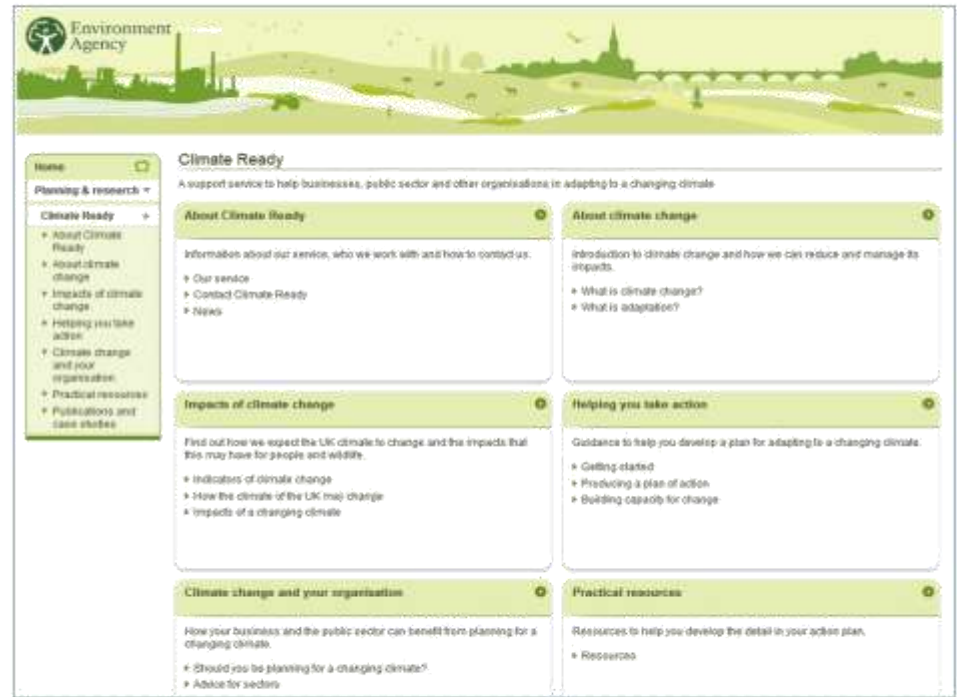 Environment
Agency
Home
Planning & research
Climate Ready
About Climate
Ready
About climate
change
Impacts of climate
change
Helping you take
action
Climate change
and your
organisation
Practical resources
Publications and
case studies
Climate Ready
A support service to help businesses, public sector and other organisations in adapting to a changing climate
About Climate Ready
Information about our service, who we work with and how to contact us.
Our service
Contact Climate Ready
News
About climate change
Introduction to climate change and how we can reduce and manage its
impacts.
What is climate change?
What is adaptation?
Impacts of climate change
Find out how we expect the UK climate to change and the impacts that
this may have for people and wildlife.
Indicators of climate change
How the climate of the UK may change
Impacts of a changing climate
Helping you take action
Guidance to help you develop a plan for adapting to a changing climate.
Getting started
Producing a plan of action
Building capacity for change
Climate change and your organisation
How your business and the public sector can benefit from planning for a
changing climate.
Should you be planning for a changing climate?
Advice for sectors
Practical resources
Resources to help you develop the detail in your action plan.
Resources